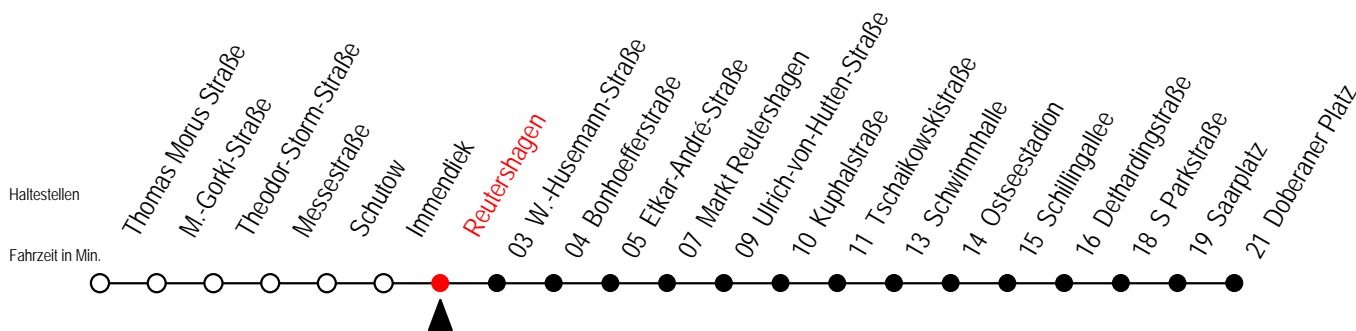 Haltestellen
Fahrzeit in Min.
Thomas Morus Straße
M.-Gorki-Straße
Theodor-Storm-Straße
Messestraße
Schutow
Immendiek
Reutershagen
03 W.-Husemann-Straße
04 Bonhoefferstraße
05 Etkar-André-Straße
07 Markt Reutershagen
09 Ulrich-von-Hutten-Straße
10 Kuphalstraße
11 Tschaikowskistraße
13 Schwimmhalle
14 Ostseestadion
15 Schillingallee
16 Dethardingstraße
18 S Parkstraße
19 Saarplatz
21 Doberaner Platz